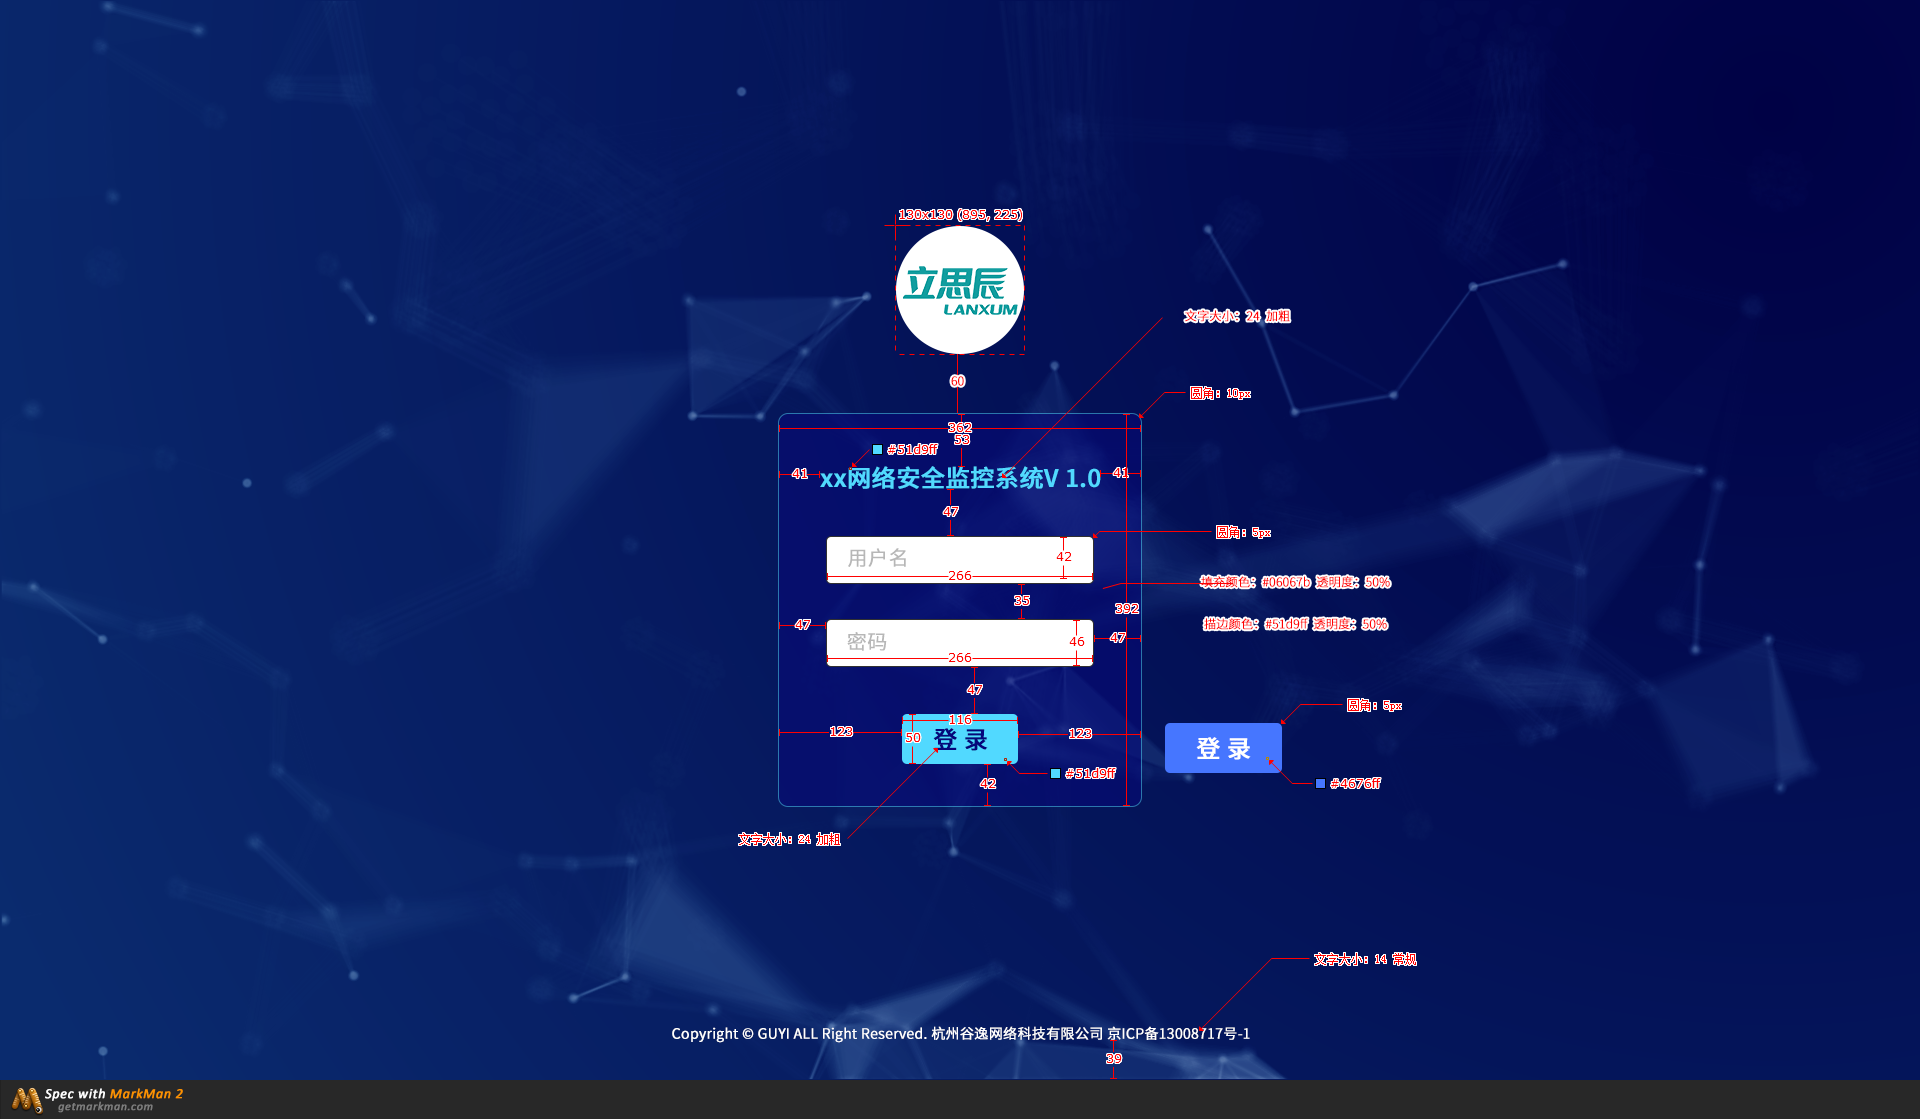 130x130 (895, 225)
立思辰
LANXUM
文字大小：24 加粗
60
圆角：10px
362
53
#51d9ff
41
xx网络安全监控系统V 1.0
41
47
圆角：5px
用户名
42
266
填充颜色：#06067b 透明度：50%
35
392
描边颜色：#51d9ff 透明度：50%
47
密码
46
47
266
47
圆角：5px
116
123
50
登 录
123
登 录
#51d9ff
42
#4676ff
文字大小：24 加粗
文字大小：14 常规
Copyright © GUYI ALL Right Reserved. 杭州谷逸网络科技有限公司 京ICP备13008717号-1
39
Spec with MarkMan 2
getmarkman.com